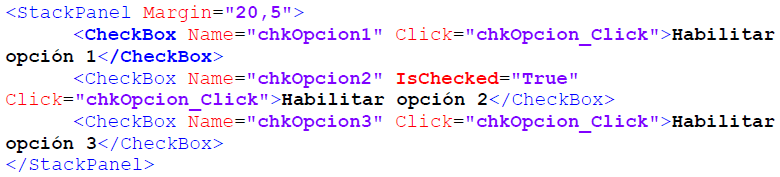 <StackPanel Margin="20,5">
<CheckBox Name="chkOpcion1" Click="chkOpcion_Click">Habilitar
opción 1</CheckBox>
<CheckBox Name="chkOpcion2" IsChecked="True"
Click="chkOpcion_Click">Habilitar opción 2</CheckBox>
<CheckBox Name="chkOpcion3" Click="chkOpcion_Click">Habilitar
opción 3</CheckBox>
</StackPanel>